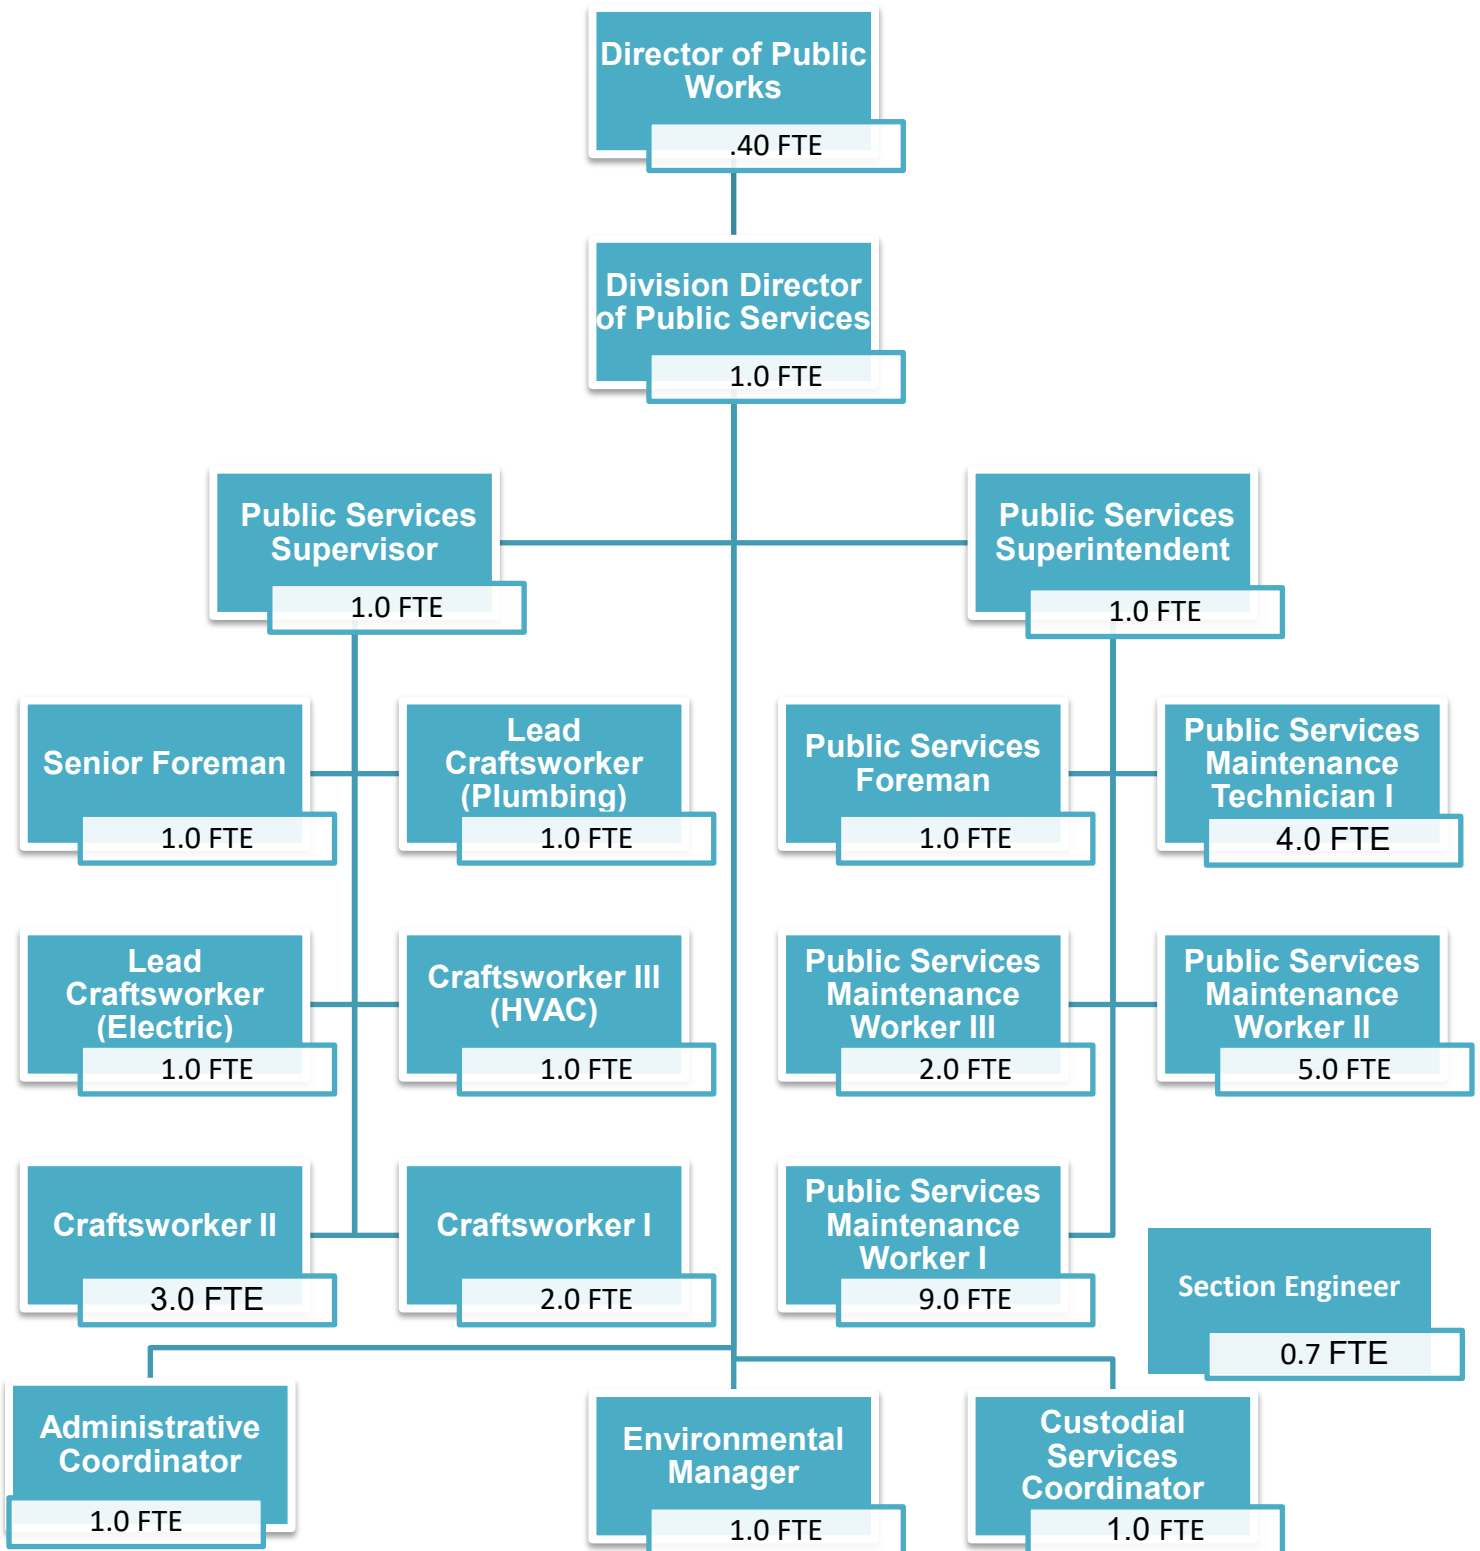 Director of Public
Works
.40 FTE
Division Director
of Public Services
1.0 FTE
Public Services
Supervisor
1.0 FTE
Public Services
Superintendent
1.0 FTE
Senior Foreman
1.0 FTE
Lead
Craftsworker
(Plumbing)
1.0 FTE
Public Services
Foreman
1.0 FTE
Public Services
Maintenance
Technician I
4.0 FTE
Lead
Craftsworker
(Electric)
1.0 FTE
Craftsworker III
(HVAC)
1.0 FTE
Public Services
Maintenance
Worker III
2.0 FTE
Public Services
Maintenance
Worker II
5.0 FTE
Craftsworker II
3.0 FTE
Craftsworker I
2.0 FTE
Public Services
Maintenance
Worker I
9.0 FTE
Section Engineer
0.7 FTE
Administrative
Coordinator
1.0 FTE
Environmental
Manager
1.0 FTE
Custodial
Services
Coordinator
1.0 FTE